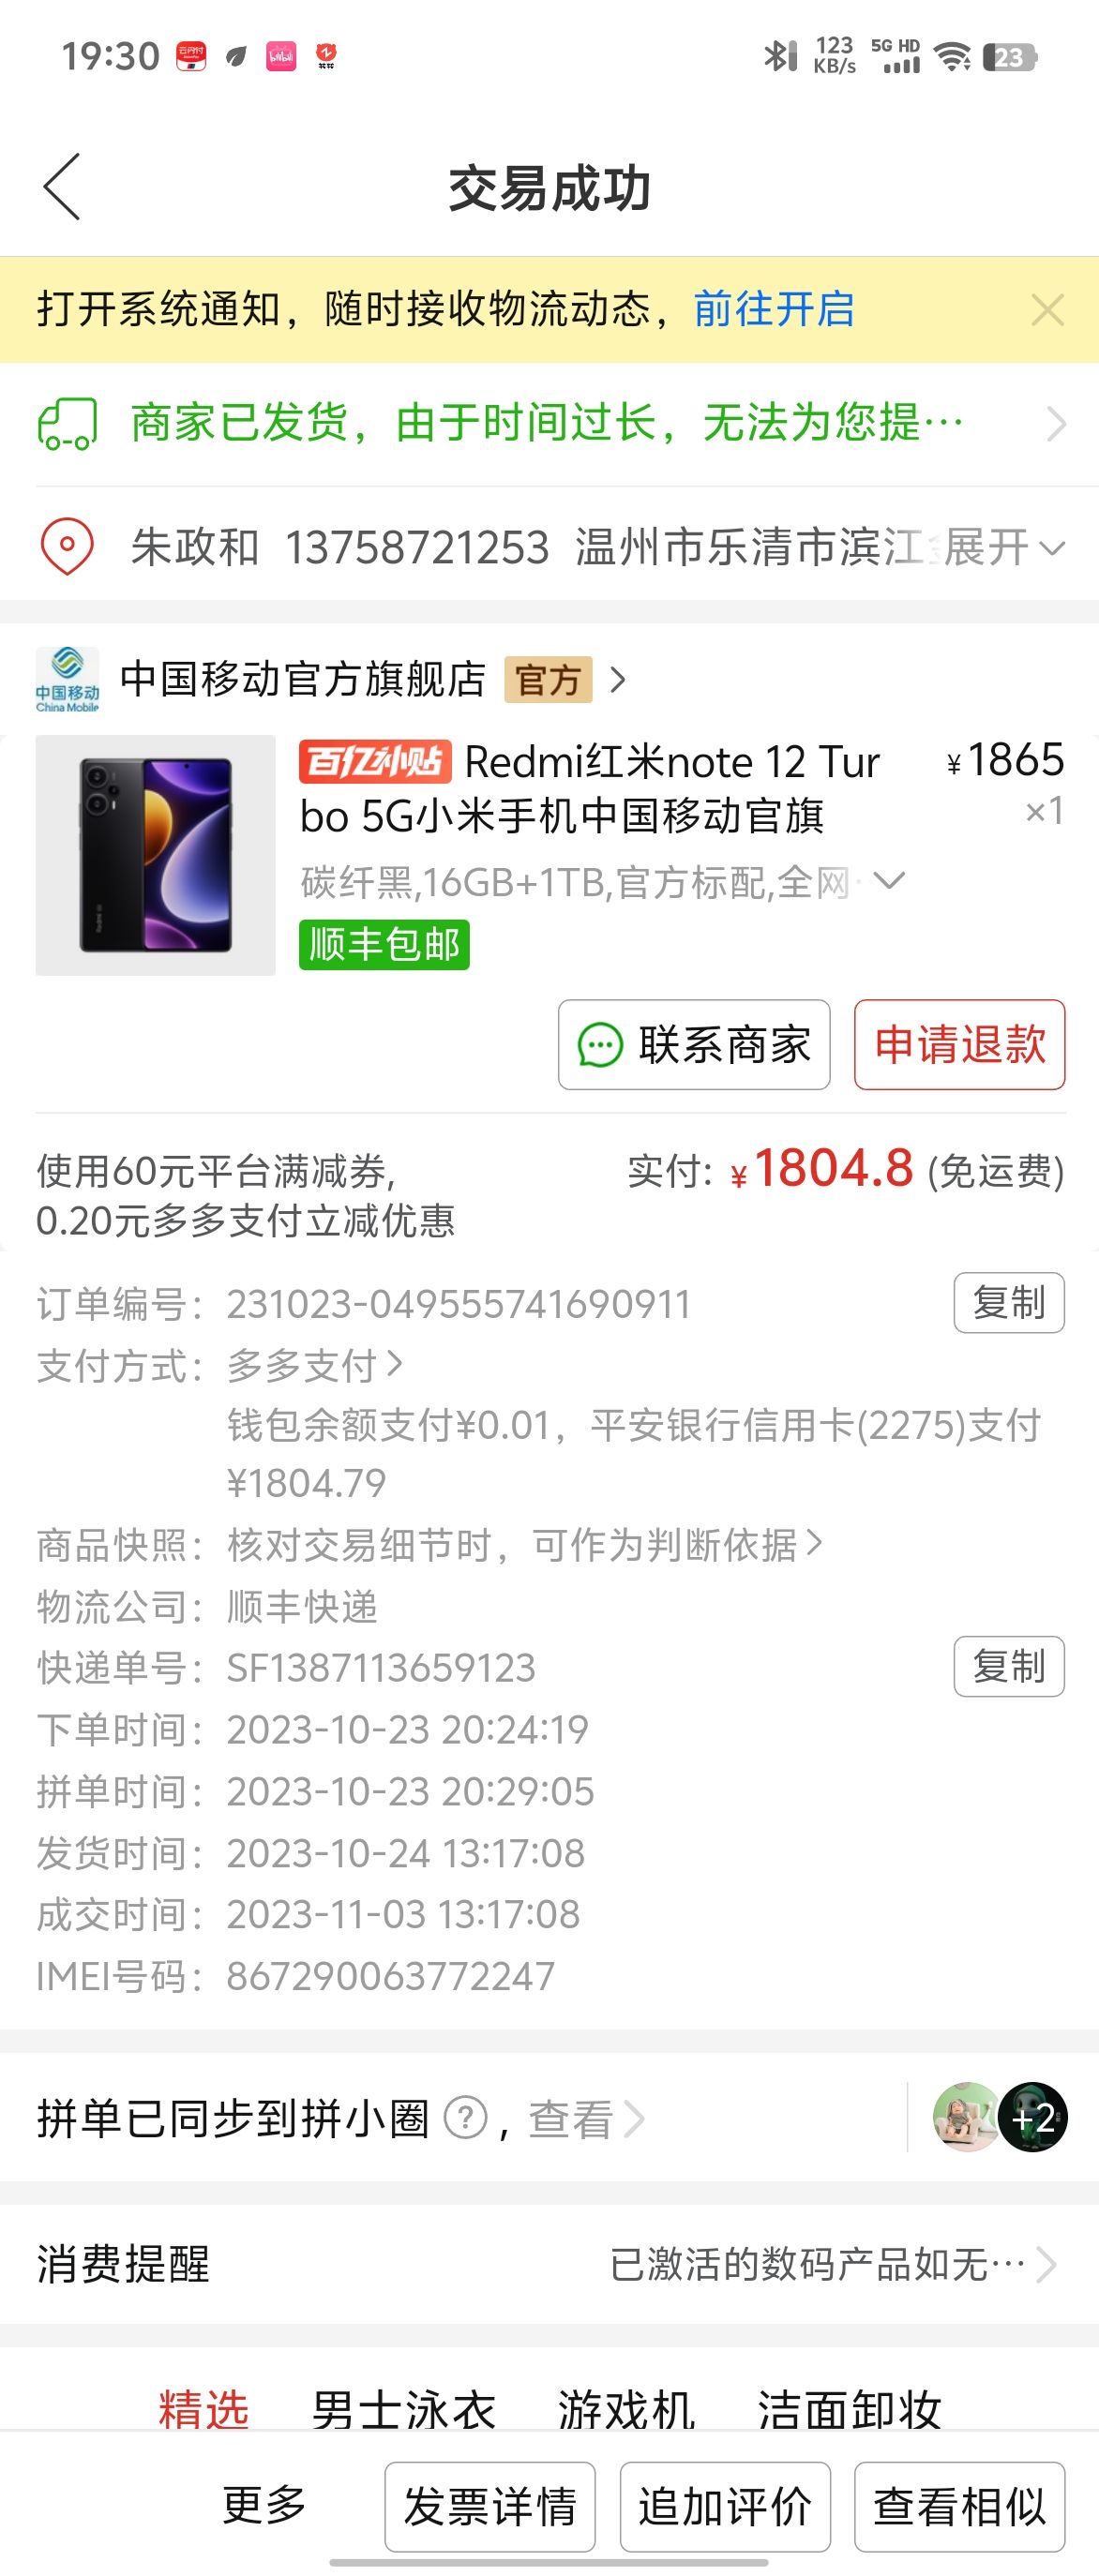 19:30
123 KB/s 5G HD 23
交易成功
打开系统通知，随时接收物流动态，前往开启
商家已发货，由于时间过长，无法为您提…
朱政和 13758721253 温州市乐清市滨江 展开
中国移动 China Mobile
中国移动官方旗舰店 官方
百亿补贴 Redmi红米note 12 Tur ¥1865
bo 5G小米手机中国移动官旗 ×1
碳纤黑,16GB+1TB,官方标配,全网
顺丰包邮
联系商家 申请退款
使用60元平台满减券, 实付: ¥1804.8 (免运费)
0.20元多多支付立减优惠
订单编号：231023-049555741690911 复制
支付方式：多多支付
钱包余额支付¥0.01，平安银行信用卡(2275)支付
¥1804.79
商品快照：核对交易细节时，可作为判断依据
物流公司：顺丰快递
快递单号：SF1387113659123 复制
下单时间：2023-10-23 20:24:19
拼单时间：2023-10-23 20:29:05
发货时间：2023-10-24 13:17:08
成交时间：2023-11-03 13:17:08
IMEI号码：867290063772247
拼单已同步到拼小圈?，查看 +2
消费提醒 已激活的数码产品如无…
精选 男士泳衣 游戏机 洁面卸妆
更多 发票详情 追加评价 查看相似